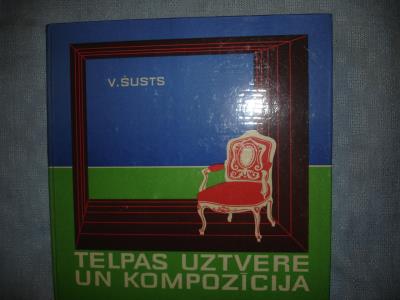 V.ŠUSTS
TELPAS UZTVERE
UN KOMPOZĪCIJA